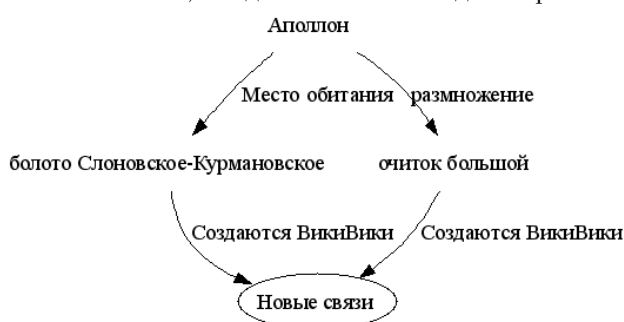 Аполлон
Место обитания размножение
болото Слоновское-Курмановское очиток большой
Создаются ВикиВики Создаются ВикиВики
Новые связи